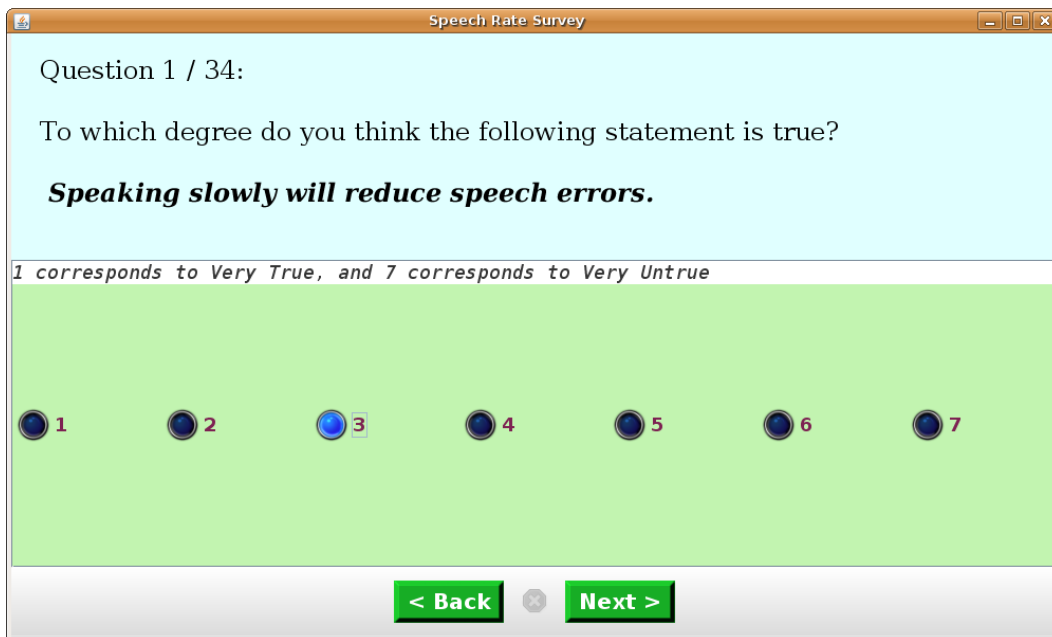 Speech Rate Survey
Question 1 / 34:
To which degree do you think the following statement is true?
Speaking slowly will reduce speech errors.
1 corresponds to Very True, and 7 corresponds to Very Untrue
1 2 3 4 5 6 7
< Back Next >